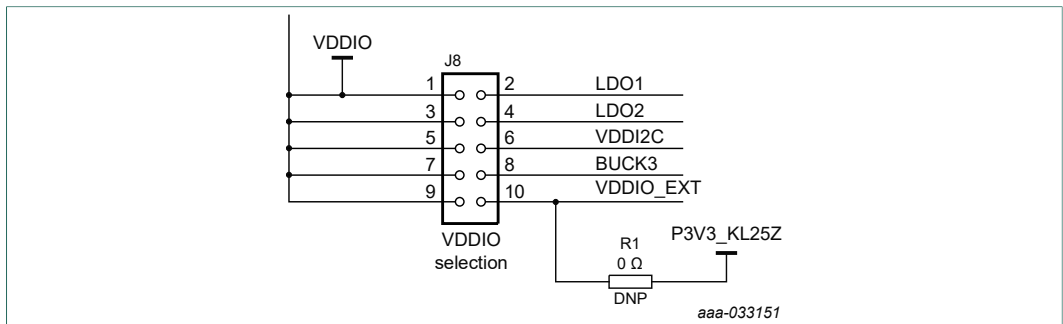 VDDIO
J8
1 2 LDO1
3 4 LDO2
5 6 VDDI2C
7 8 BUCK3
9 10 VDDIO_EXT
VDDIO
selection
R1
0 Ω
DNP
P3V3_KL25Z
aaa-033151